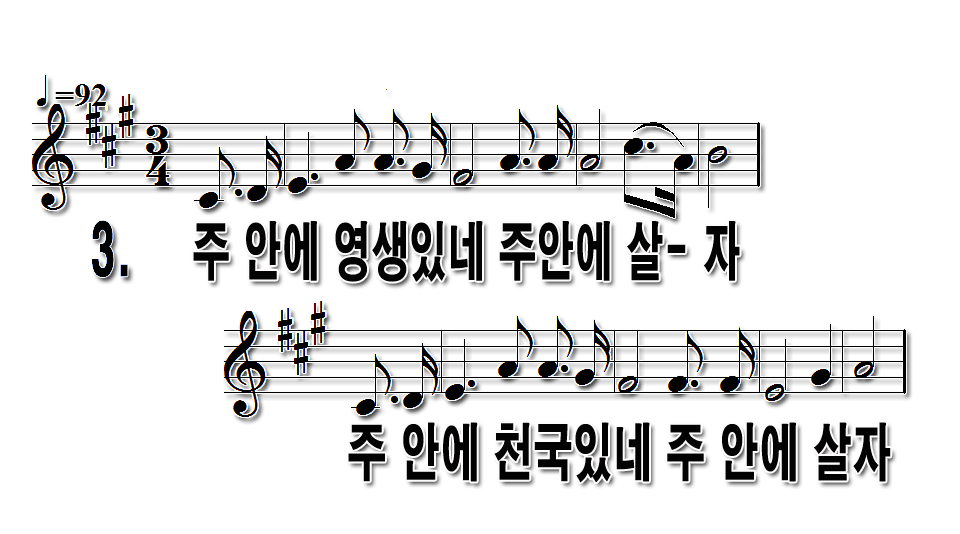 ♩=92
3
4
3. 주 안에 영생있네 주안에 살- 자
주 안에 천국있네 주 안에 살자